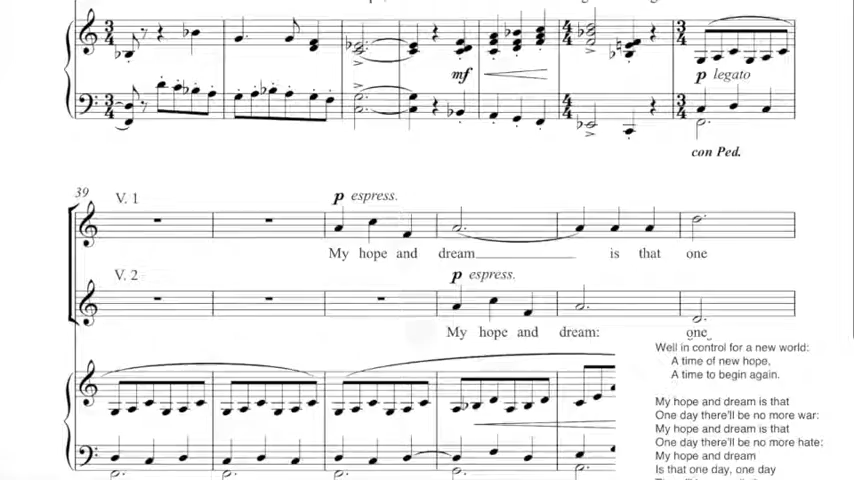 mf
p legato
con Ped.
39
V. 1
p espress.
My hope and dream is that one
V. 2
p espress.
My hope and dream: one
Well in control for a new world:
A time of new hope,
A time to begin again.
My hope and dream is that
One day there'll be no more war:
My hope and dream is that
One day there'll be no more hate:
My hope and dream
Is that one day, one day